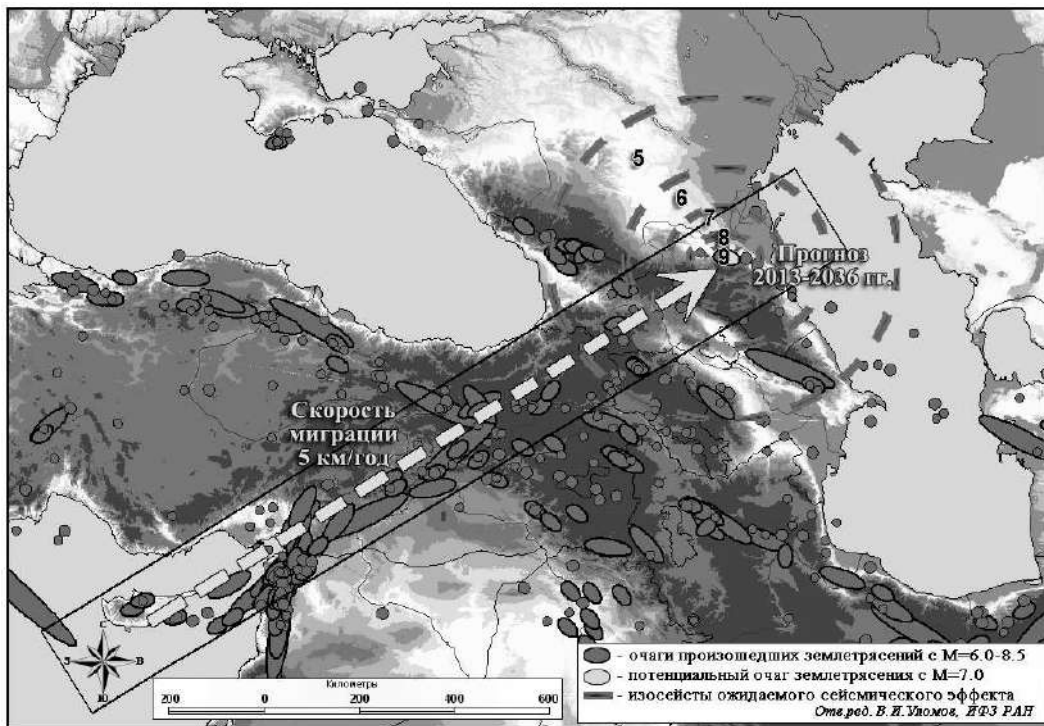 5
6
7
8
9
Прогноз
2013-2036 гг.
Скорость
миграции
5 км/год
С
З
В
Ю
Километры
200
0
200
400
600
- очаги произошедших землетрясений с М=6.0-8.5
- потенциальный очаг землетрясения с М=7.0
- изосейсты ожидаемого сейсмического эффекта
Отв.ред. В.И.Уломов, ИФЗ РАН